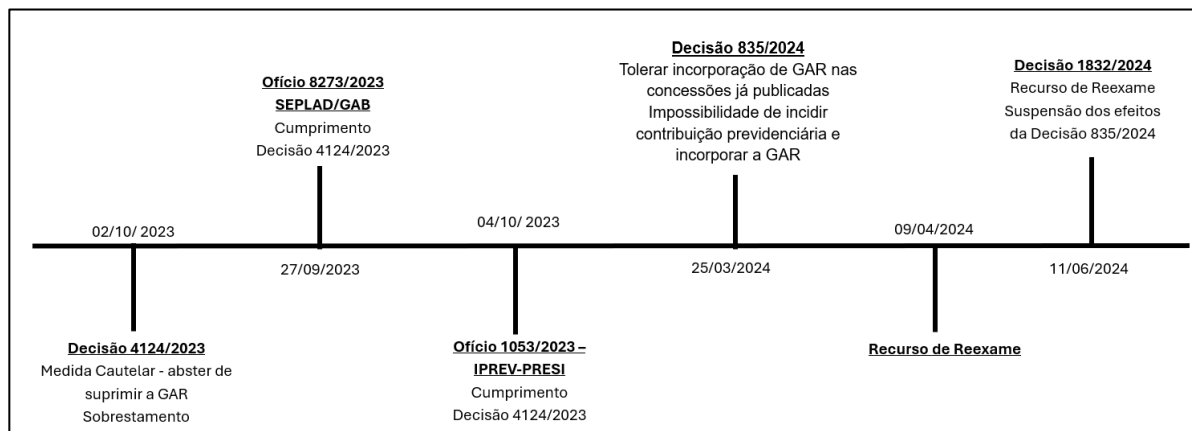 02/10/ 2023
Decisão 4124/2023
Medida Cautelar - abster de
suprimir a GAR
Sobrestamento
Ofício 8273/2023
SEPLAD/GAB
Cumprimento
Decisão 4124/2023
27/09/2023
04/10/ 2023
Ofício 1053/2023 –
IPREV-PRESI
Cumprimento
Decisão 4124/2023
Decisão 835/2024
Tolerar incorporação de GAR nas
concessões já publicadas
Impossibilidade de incidir
contribuição previdenciária e
incorporar a GAR
25/03/2024
09/04/2024
Recurso de Reexame
Decisão 1832/2024
Recurso de Reexame
Suspensão dos efeitos
da Decisão 835/2024
11/06/2024